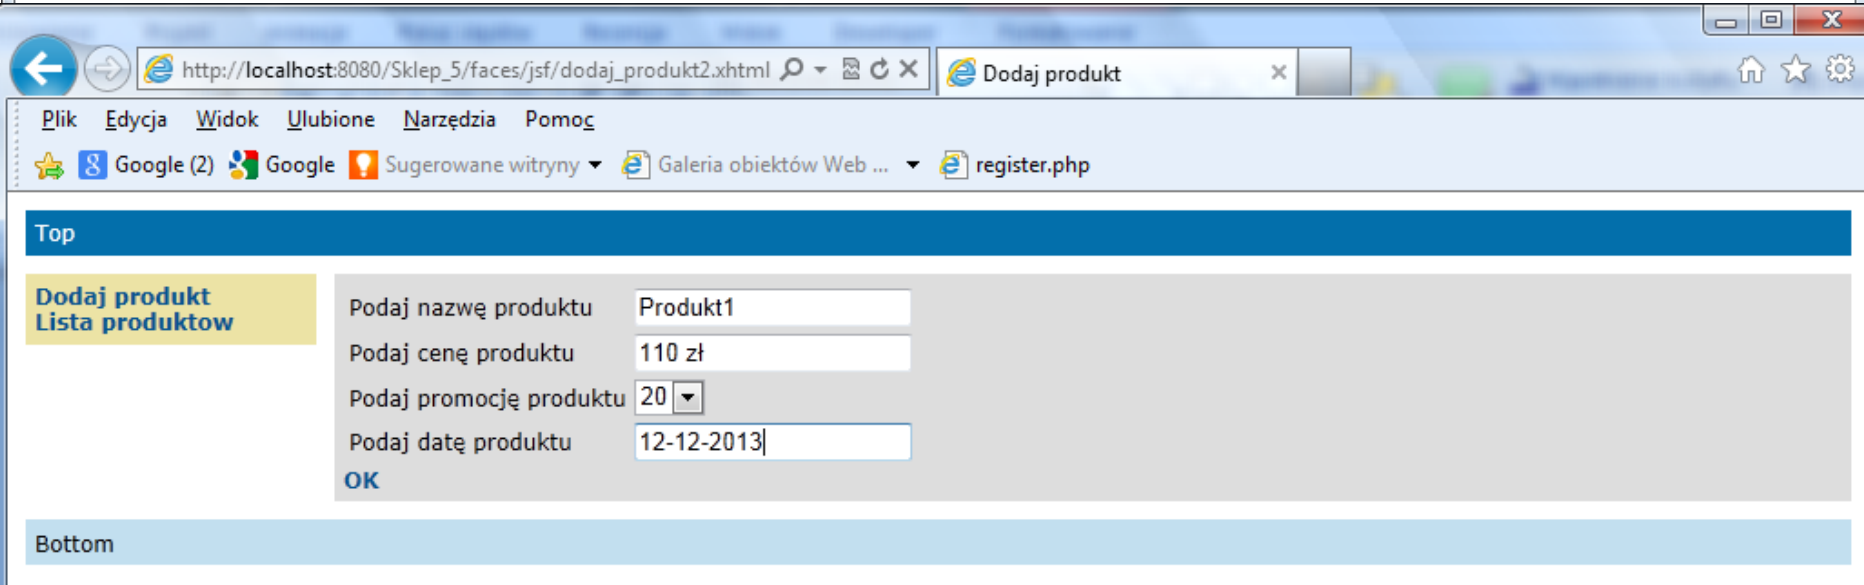 http://localhost:8080/Sklep_5/faces/jsf/dodaj_produkt2.xhtml Dodaj produkt
Plik Edycja Widok Ulubione Narzędzia Pomoc
Google (2) Google Sugerowane witryny Galeria obiektów Web ... register.php
Top
Dodaj produkt
Lista produktow
Podaj nazwę produktu Produkt1
Podaj cenę produktu 110 zł
Podaj promocję produktu 20
Podaj datę produktu 12-12-2013
OK
Bottom